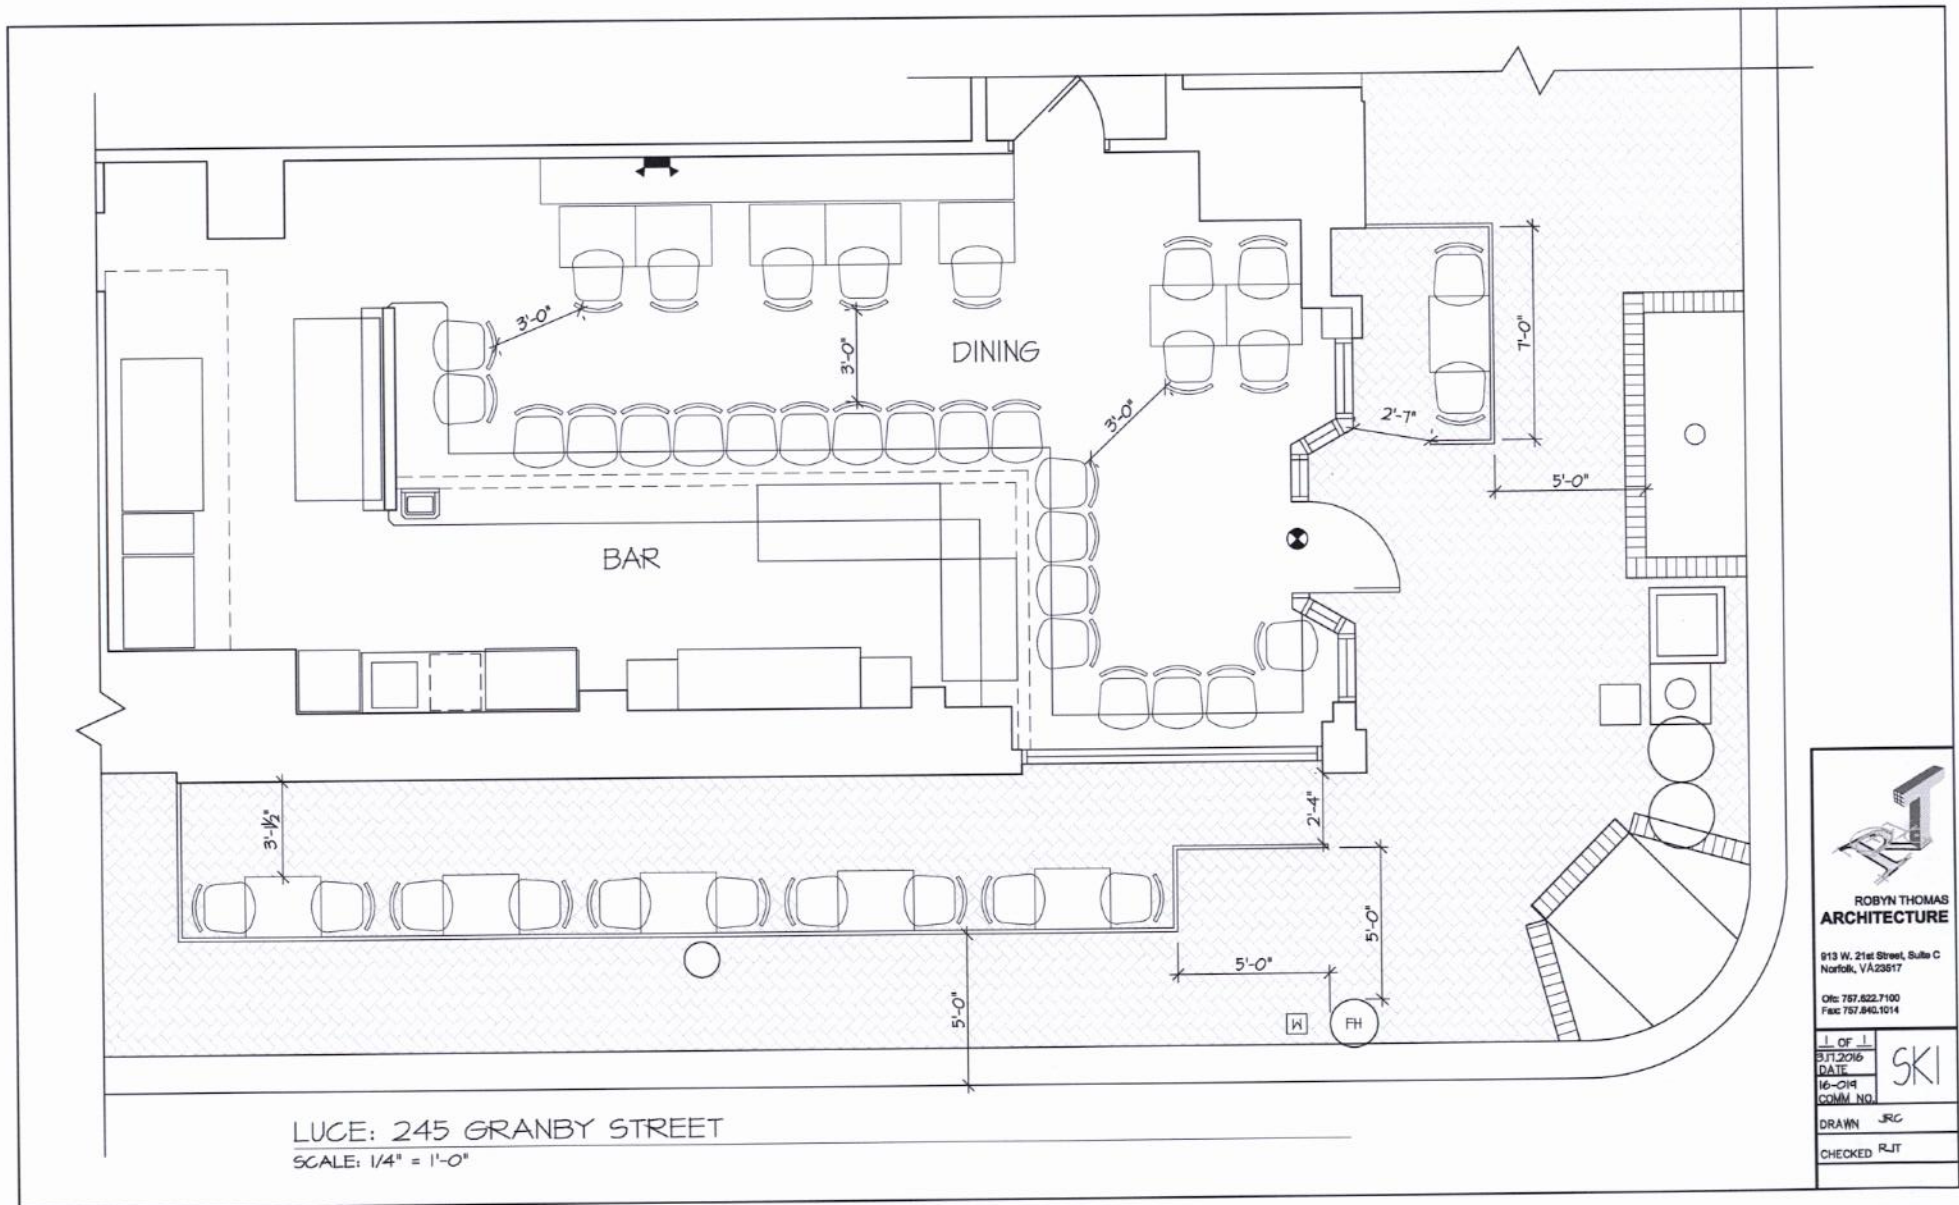 3'-0"
3'-0"
DINING
3'-0"
7'-0"
2'-7"
5'-0"
BAR
3'-1½"
2'-4"
5'-0"
5'-0"
5'-0"
W
FH
LUCE: 245 GRANBY STREET
SCALE: 1/4" = 1'-0"
ROBYN THOMAS
ARCHITECTURE
913 W. 21st Street, Suite C
Norfolk, VA23517
Ofc: 757.622.7100
Fax: 757.640.1014
1 OF 1
3.17.2016
DATE
16-019
COMM NO.
SK1
DRAWN JRC
CHECKED RJT